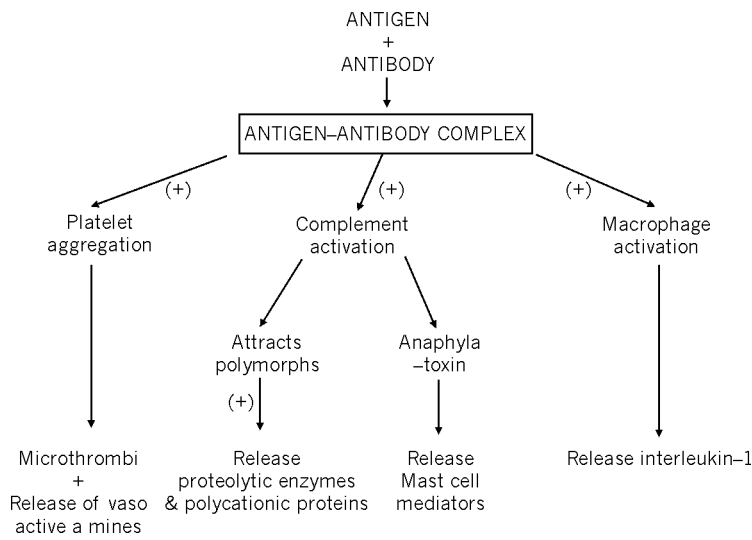 ANTIGEN
+
ANTIBODY
ANTIGEN–ANTIBODY COMPLEX
(+)
(+)
(+)
Platelet
aggregation
Complement
activation
Macrophage
activation
Attracts
polymorphs
Anaphyla
–toxin
(+)
Microthrombi
+
Release of vaso
active a mines
Release
proteolytic enzymes
& polycationic proteins
Release
Mast cell
mediators
Release interleukin–1